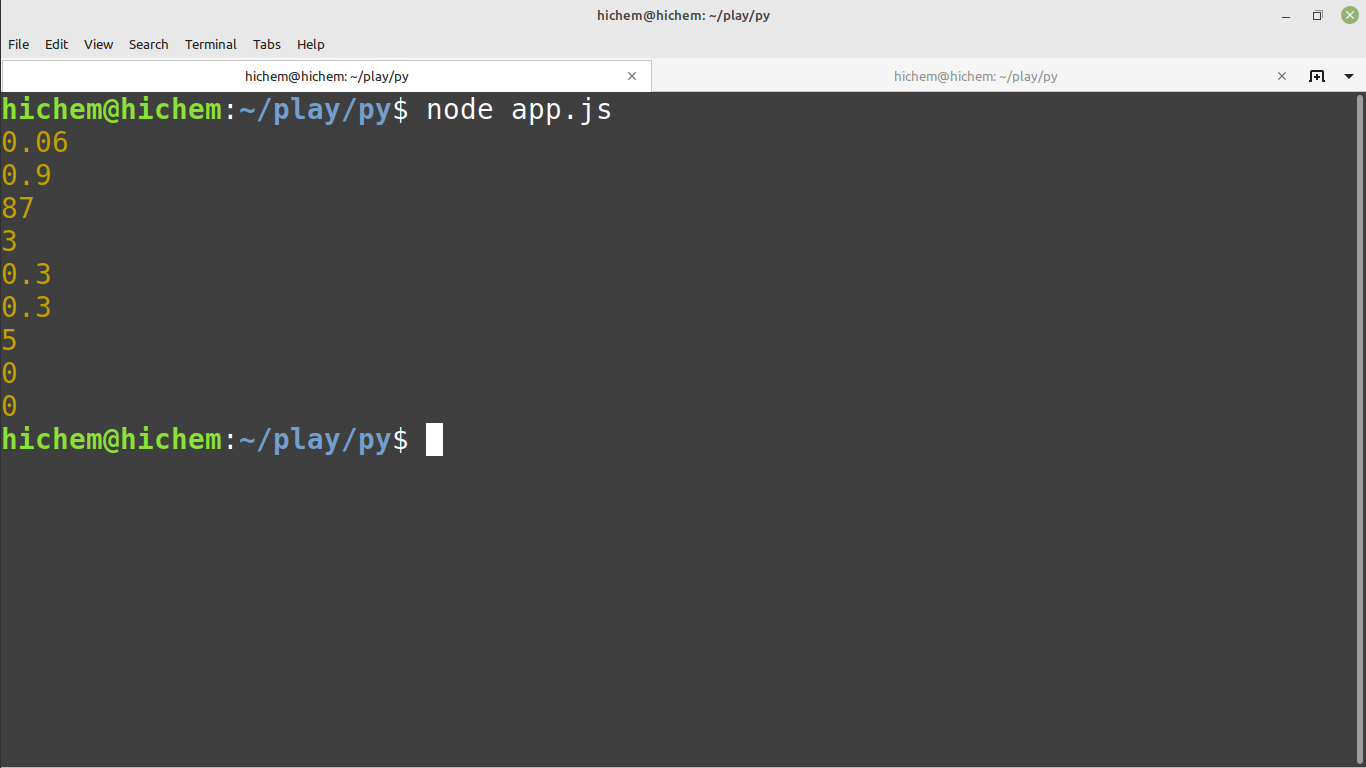 hichem@hichem: ~/play/py
File Edit View Search Terminal Tabs Help
hichem@hichem: ~/play/py hichem@hichem: ~/play/py
hichem@hichem:~/play/py$ node app.js
0.06
0.9
87
3
0.3
0.3
5
0
0
hichem@hichem:~/play/py$